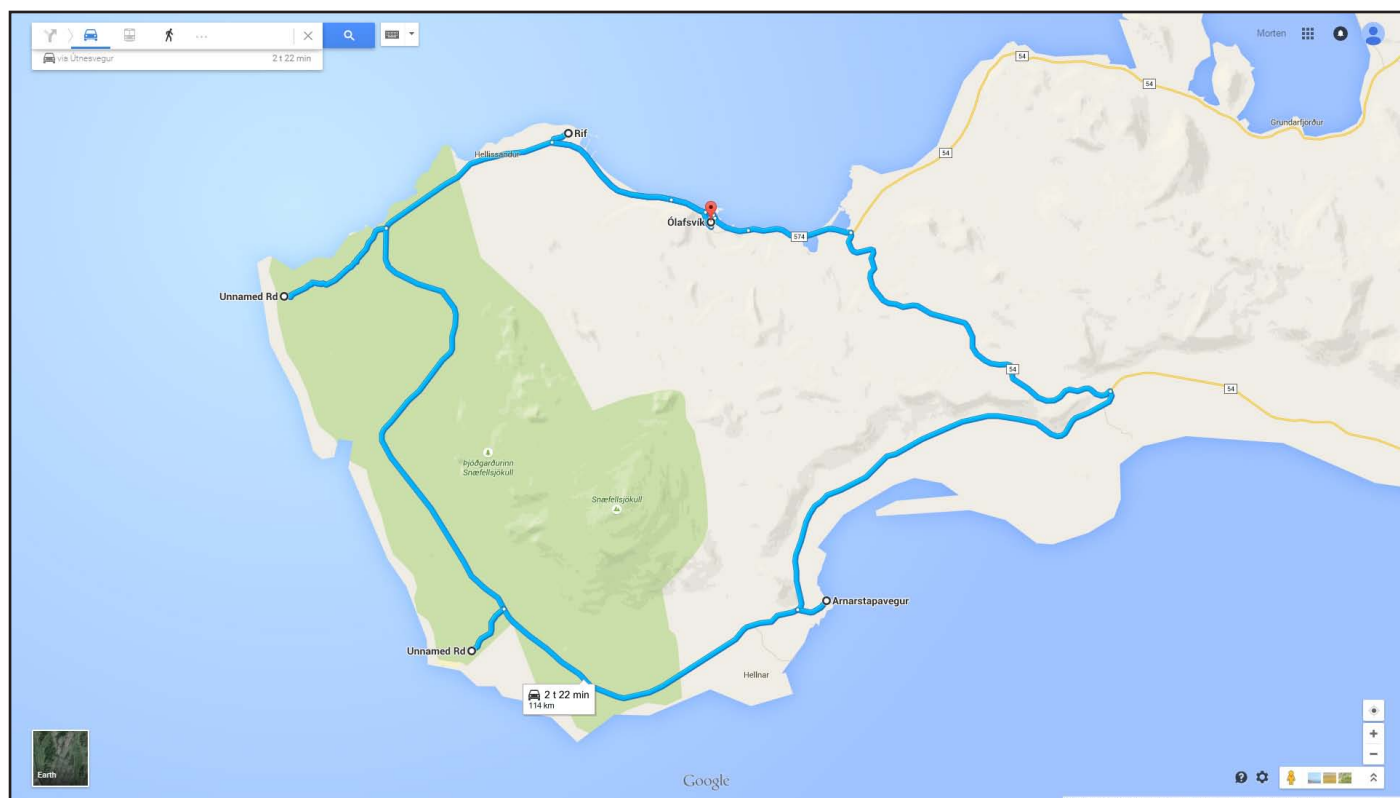 ...
Morten
via Útnesvegur 2 t 22 min
54
54
Grundarfjörður
Rif
Hellissandur
54
Ólafsvík
574
Unnamed Rd
54
54
Þjóðgarðurinn
Snæfellsjökull
Snæfellsjökull
Arnarstapavegur
Unnamed Rd
Hellnar
2 t 22 min
114 km
Earth
Google